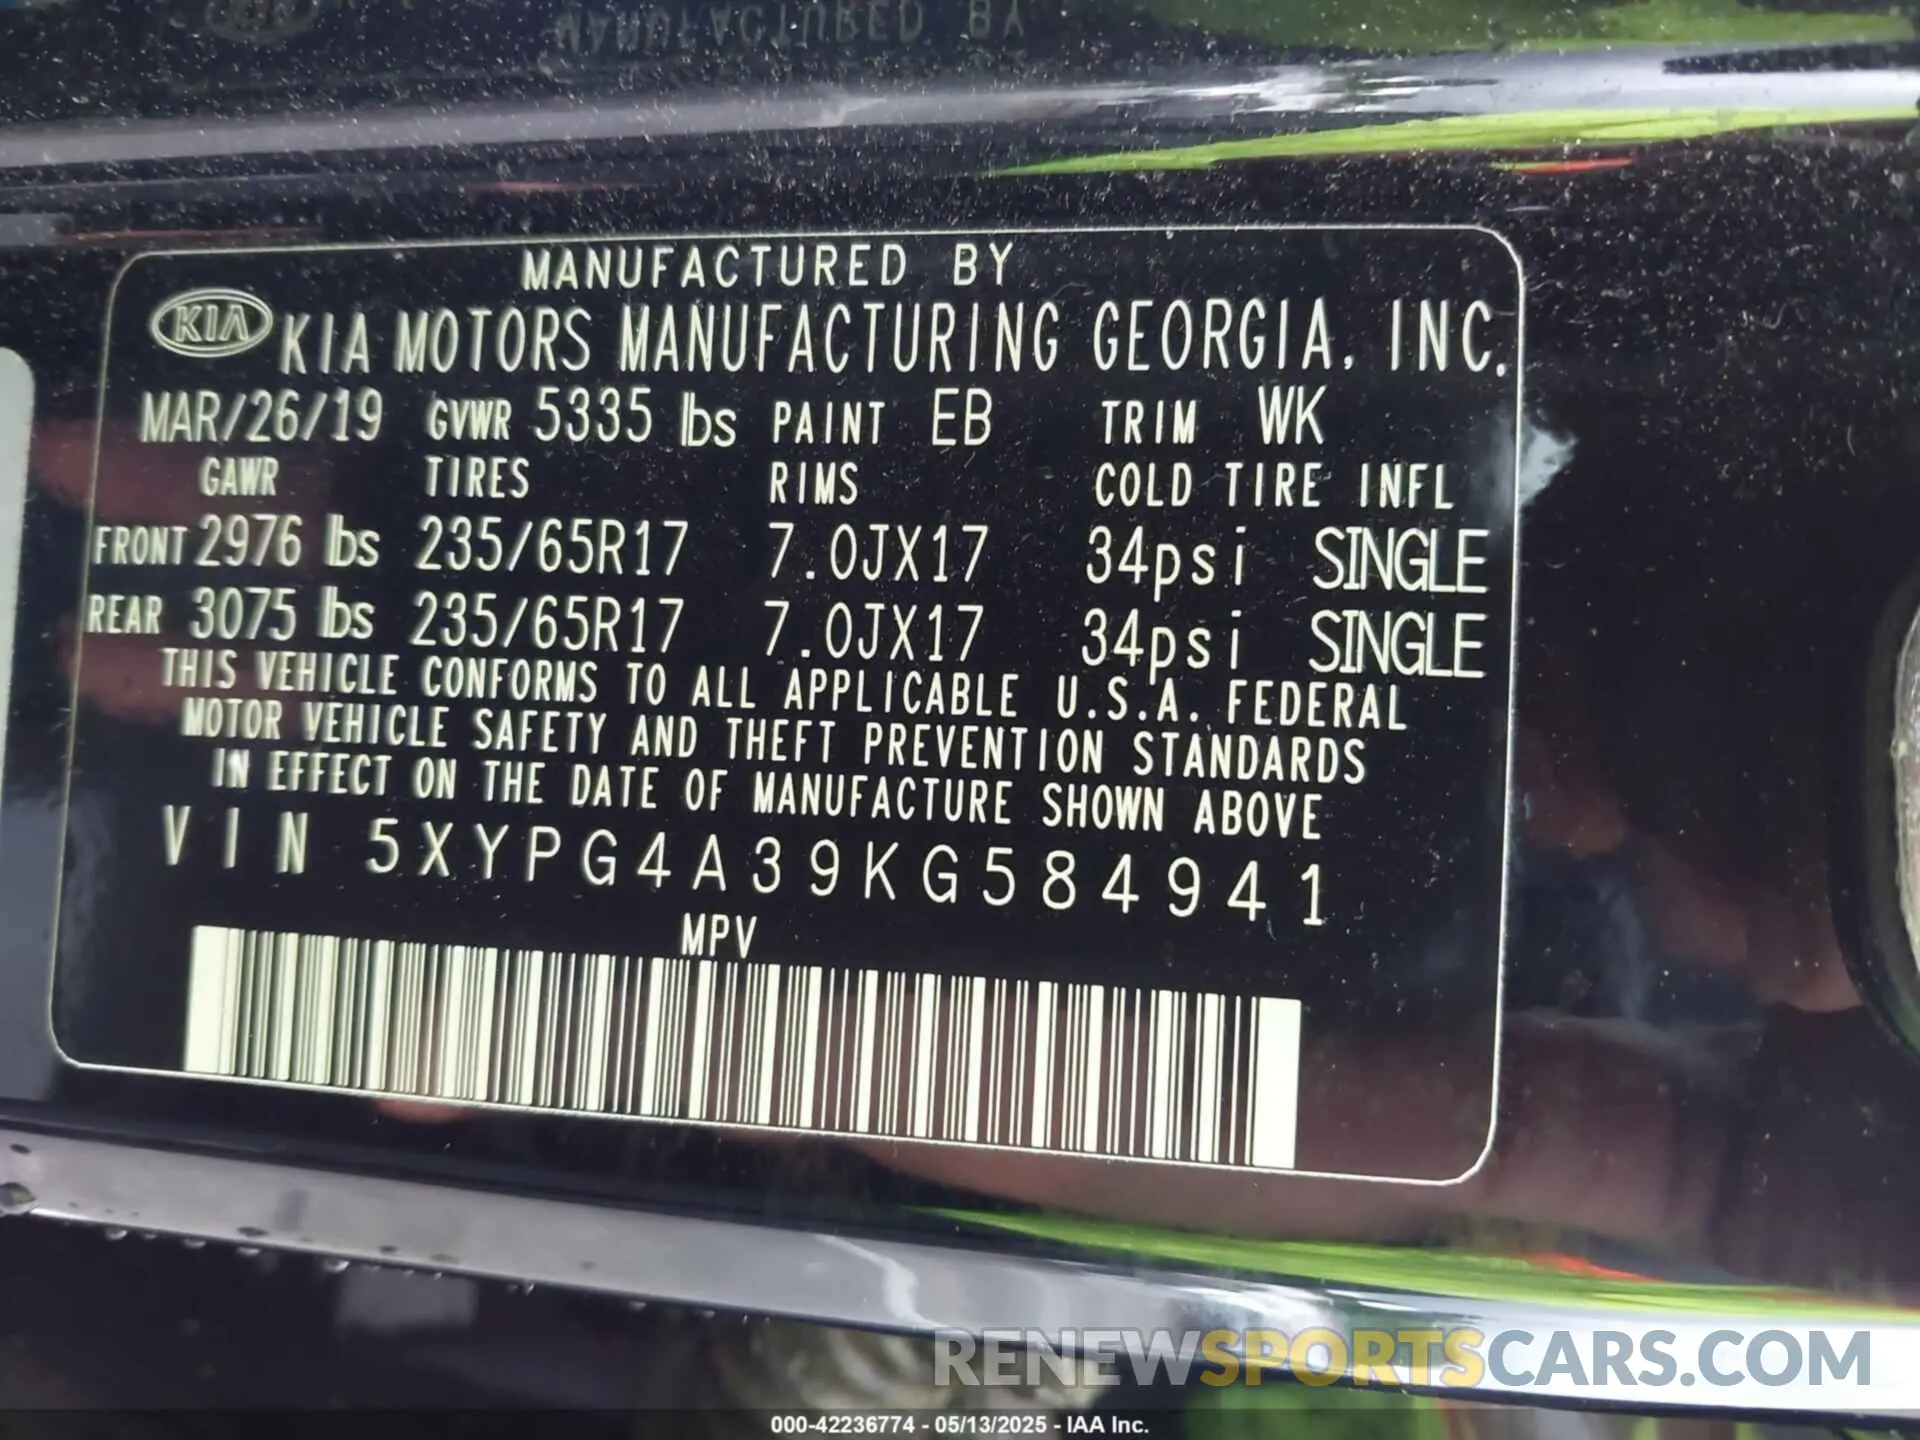 MANUFACTURED BY
MANUFACTURED BY
KIA KIA MOTORS MANUFACTURING GEORGIA, INC.
MAR/26/19 GVWR 5335 lbs PAINT EB TRIM WK
GAWR TIRES RIMS COLD TIRE INFL
FRONT 2976 lbs 235/65R17 7.0JX17 34psi SINGLE
REAR 3075 lbs 235/65R17 7.0JX17 34psi SINGLE
THIS VEHICLE CONFORMS TO ALL APPLICABLE U.S.A. FEDERAL
MOTOR VEHICLE SAFETY AND THEFT PREVENTION STANDARDS
IN EFFECT ON THE DATE OF MANUFACTURE SHOWN ABOVE
VIN 5XYPG4A39KG584941
MPV
RENEWSPORTSCARS.COM
000-42236774 - 05/13/2025 - IAA Inc.